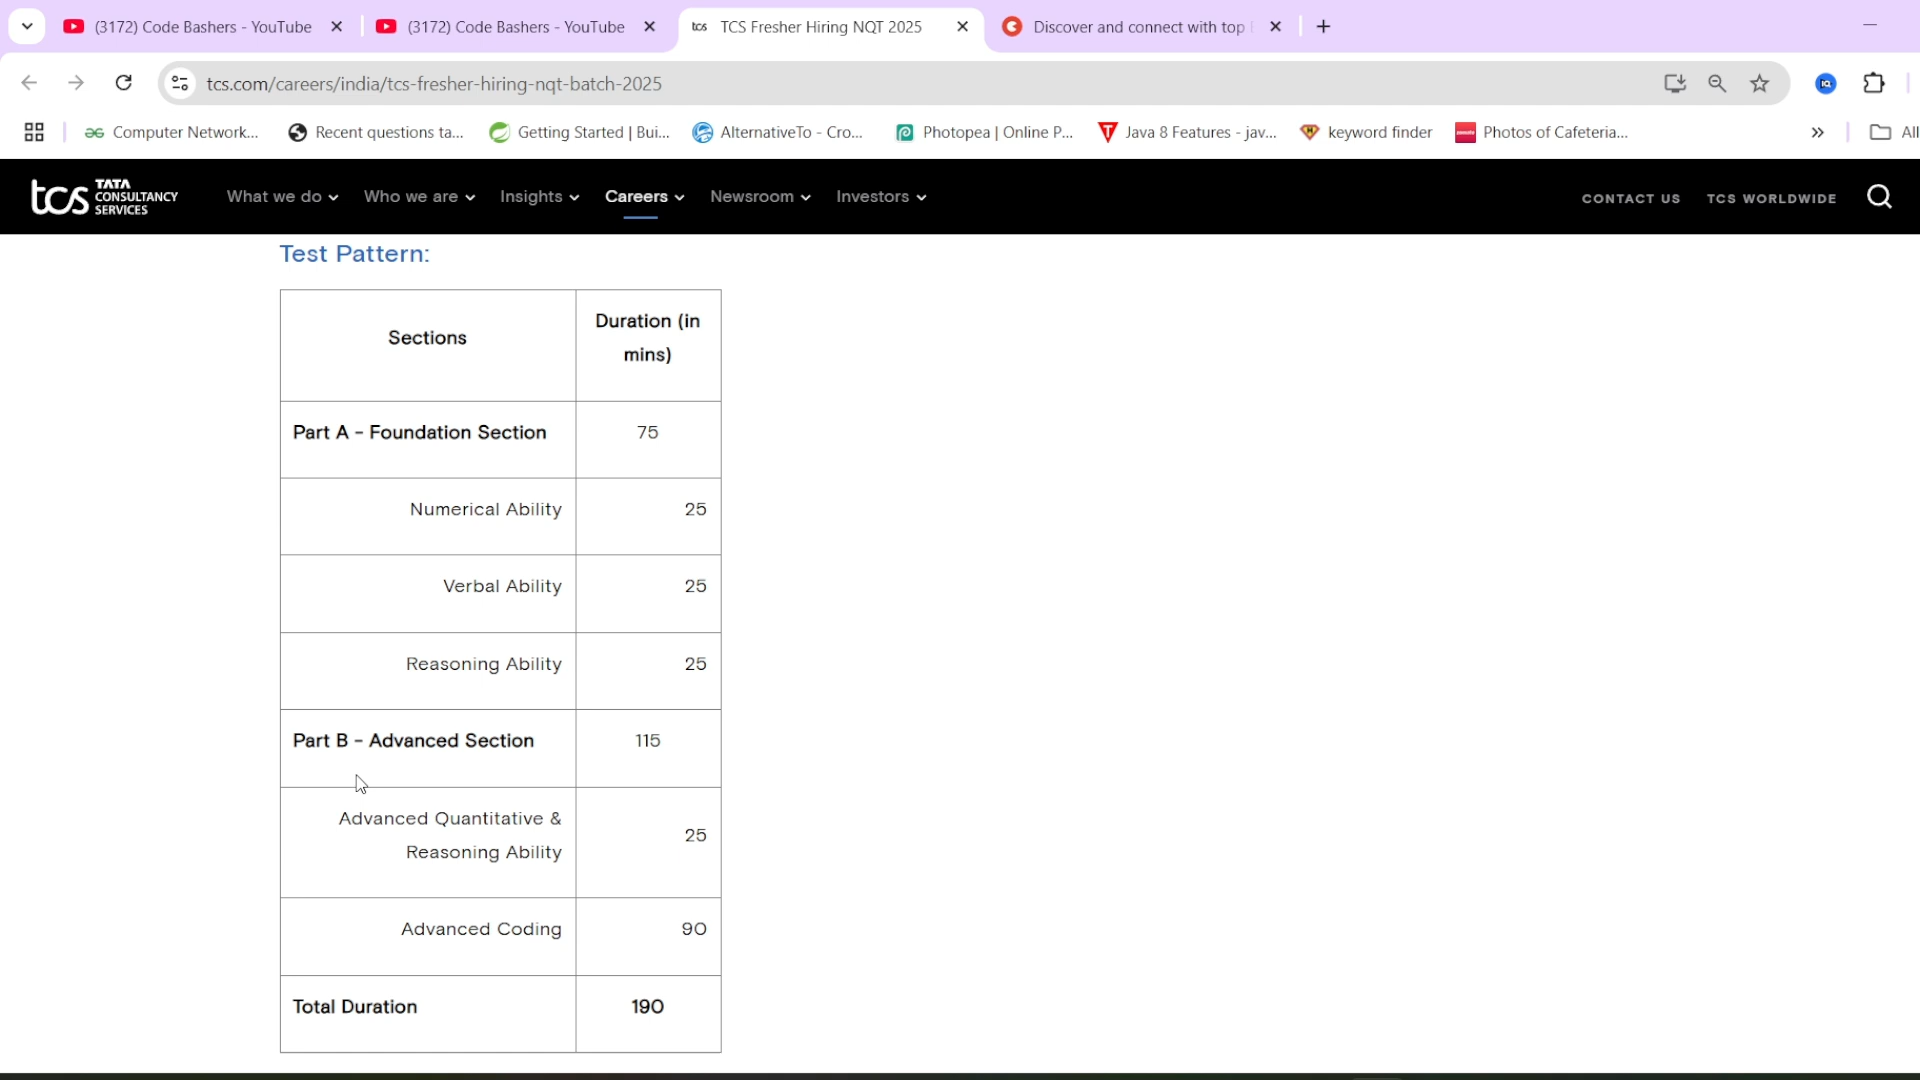 (3172) Code Bashers - YouTube
(3172) Code Bashers - YouTube
tcs TCS Fresher Hiring NQT 2025
Discover and connect with top
tcs.com/careers/india/tcs-fresher-hiring-nqt-batch-2025
Computer Network...
Recent questions ta...
Getting Started | Bui...
AlternativeTo - Cro...
Photopea | Online P...
Java 8 Features - jav...
keyword finder
Photos of Cafeteria...
All
tcs TATA
CONSULTANCY
SERVICES
What we do
Who we are
Insights
Careers
Newsroom
Investors
CONTACT US
TCS WORLDWIDE
Test Pattern:
Sections
Duration (in
mins)
Part A - Foundation Section 75
Numerical Ability 25
Verbal Ability 25
Reasoning Ability 25
Part B - Advanced Section 115
Advanced Quantitative &
Reasoning Ability 25
Advanced Coding 90
Total Duration 190